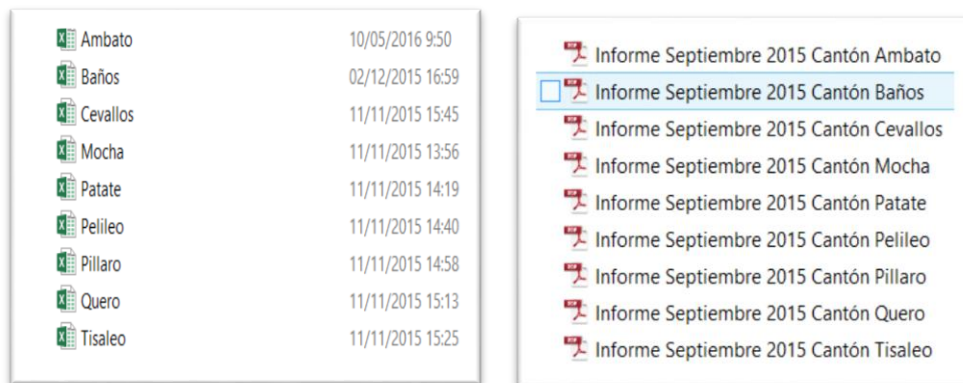 Ambato 10/05/2016 9:50
Baños 02/12/2015 16:59
Cevallos 11/11/2015 15:45
Mocha 11/11/2015 13:56
Patate 11/11/2015 14:19
Pelileo 11/11/2015 14:40
Pillaro 11/11/2015 14:58
Quero 11/11/2015 15:13
Tisaleo 11/11/2015 15:25
Informe Septiembre 2015 Cantón Ambato
Informe Septiembre 2015 Cantón Baños
Informe Septiembre 2015 Cantón Cevallos
Informe Septiembre 2015 Cantón Mocha
Informe Septiembre 2015 Cantón Patate
Informe Septiembre 2015 Cantón Pelileo
Informe Septiembre 2015 Cantón Pillaro
Informe Septiembre 2015 Cantón Quero
Informe Septiembre 2015 Cantón Tisaleo